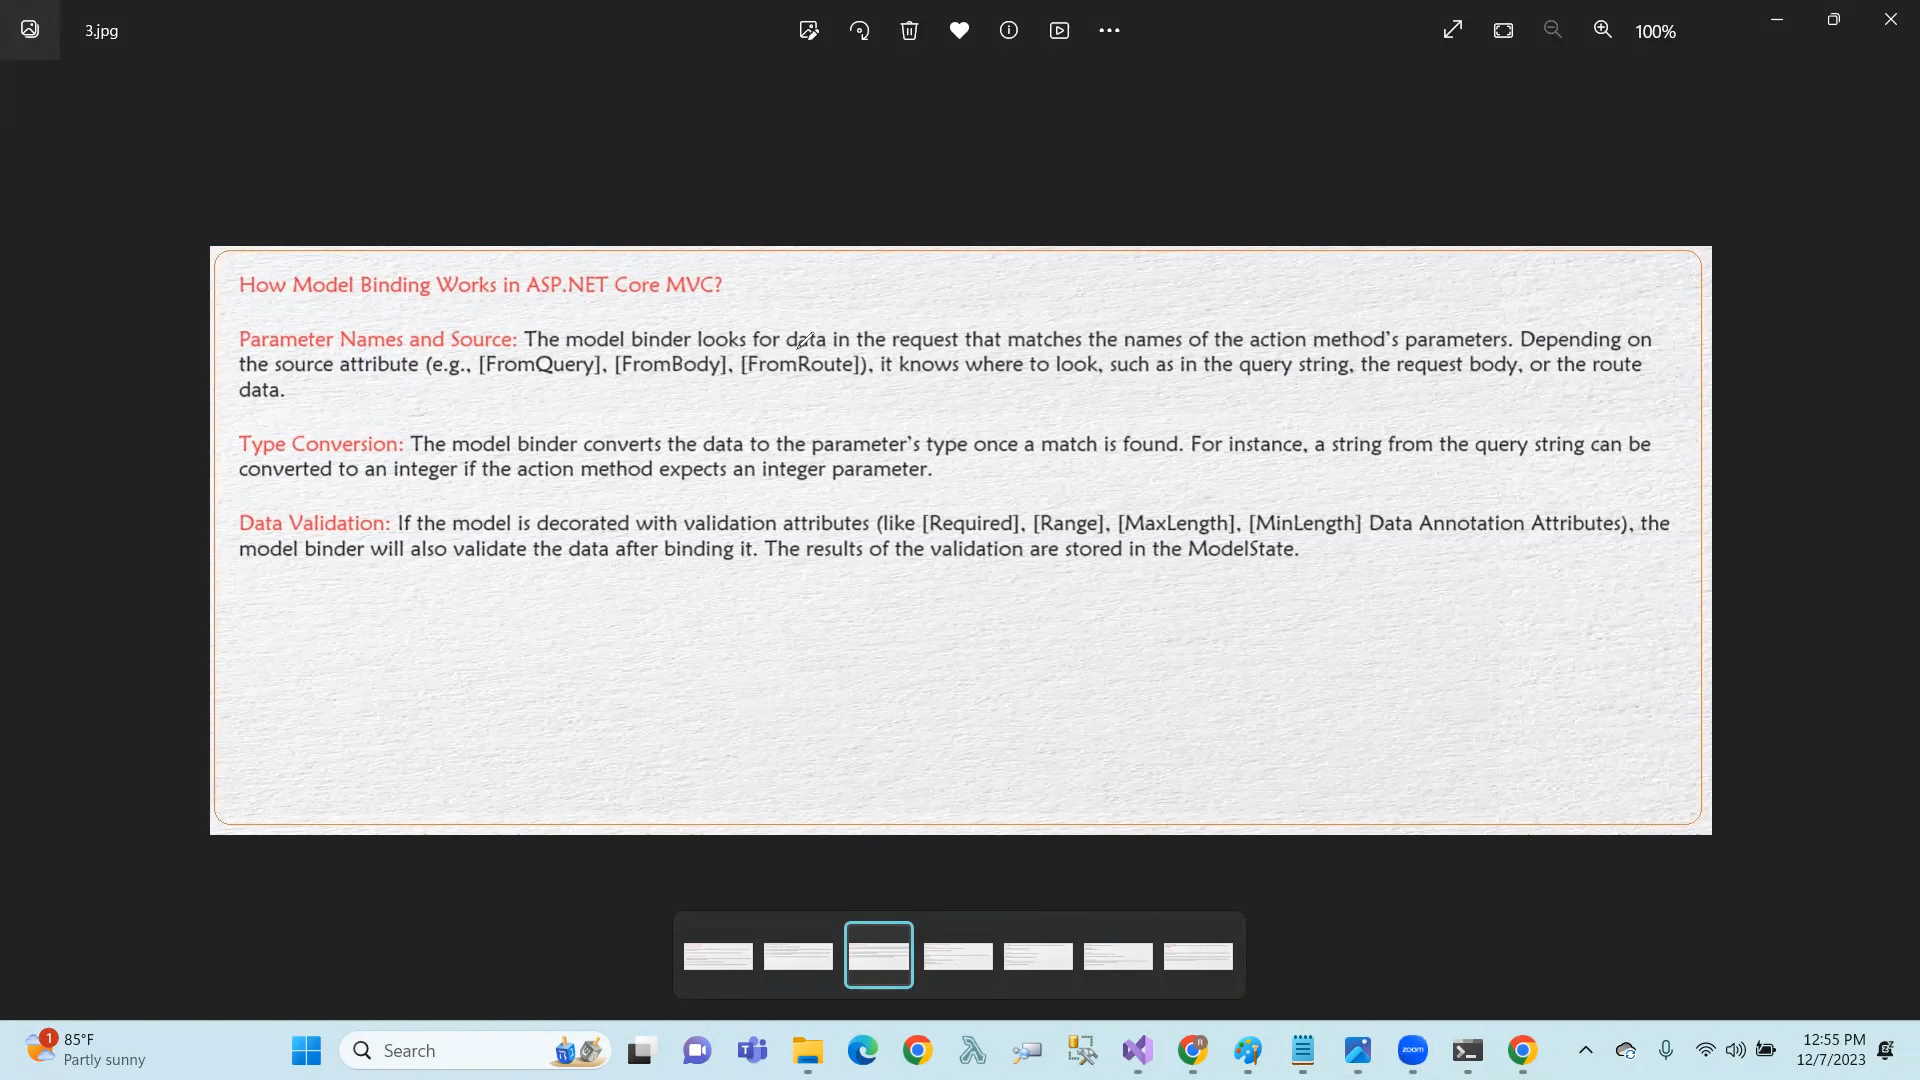 3.jpg
100%
How Model Binding Works in ASP.NET Core MVC?
Parameter Names and Source: The model binder looks for data in the request that matches the names of the action method's parameters. Depending on
the source attribute (e.g., [FromQuery], [FromBody], [FromRoute]), it knows where to look, such as in the query string, the request body, or the route
data.
Type Conversion: The model binder converts the data to the parameter's type once a match is found. For instance, a string from the query string can be
converted to an integer if the action method expects an integer parameter.
Data Validation: If the model is decorated with validation attributes (like [Required], [Range], [MaxLength], [MinLength] Data Annotation Attributes), the
model binder will also validate the data after binding it. The results of the validation are stored in the ModelState.
1
85°F
Partly sunny
Search
R
zoom
12:55 PM
12/7/2023